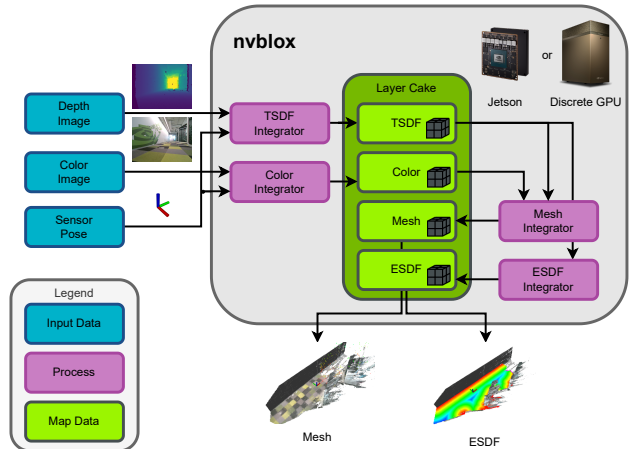 nvblox
Jetson
or
Discrete GPU
Layer Cake
Depth
Image
TSDF
Integrator
TSDF
Color
Image
Color
Integrator
Color
Sensor
Pose
Mesh
Mesh
Integrator
ESDF
ESDF
Integrator
Legend
Input Data
Process
Map Data
Mesh
ESDF